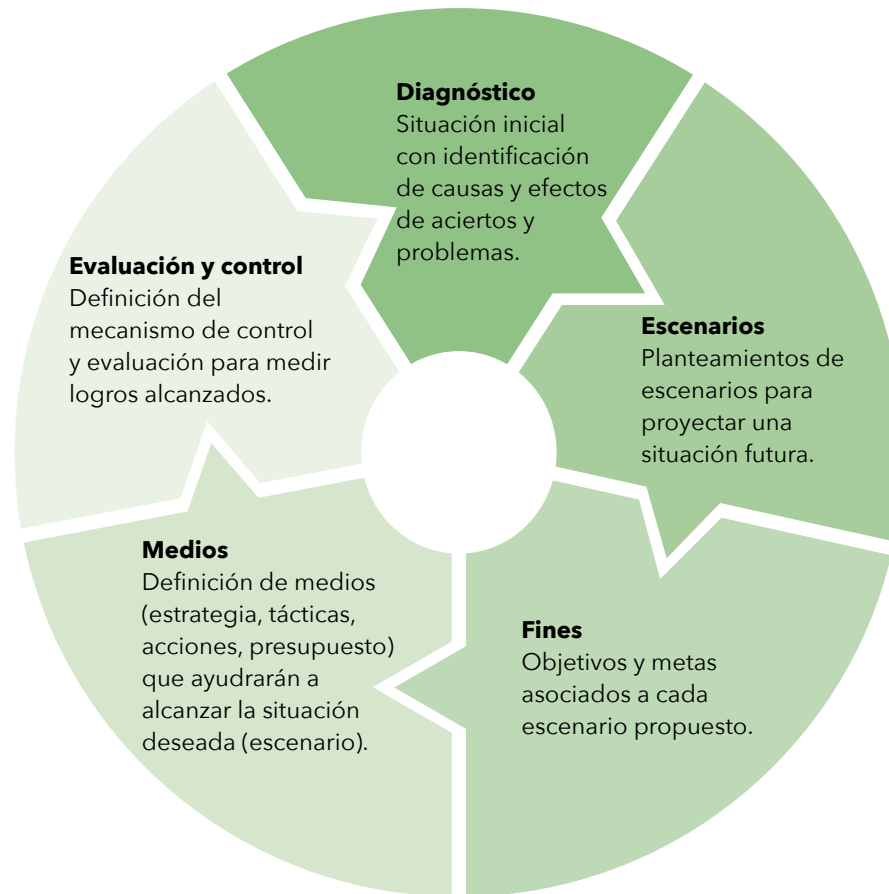 Diagnóstico
Situación inicial
con identificación
de causas y efectos
de aciertos y
problemas.
Escenarios
Planteamientos de
escenarios para
proyectar una
situación futura.
Fines
Objetivos y metas
asociados a cada
escenario propuesto.
Medios
Definición de medios
(estrategia, tácticas,
acciones, presupuesto)
que ayudrarán a
alcanzar la situación
deseada (escenario).
Evaluación y control
Definición del
mecanismo de control
y evaluación para medir
logros alcanzados.